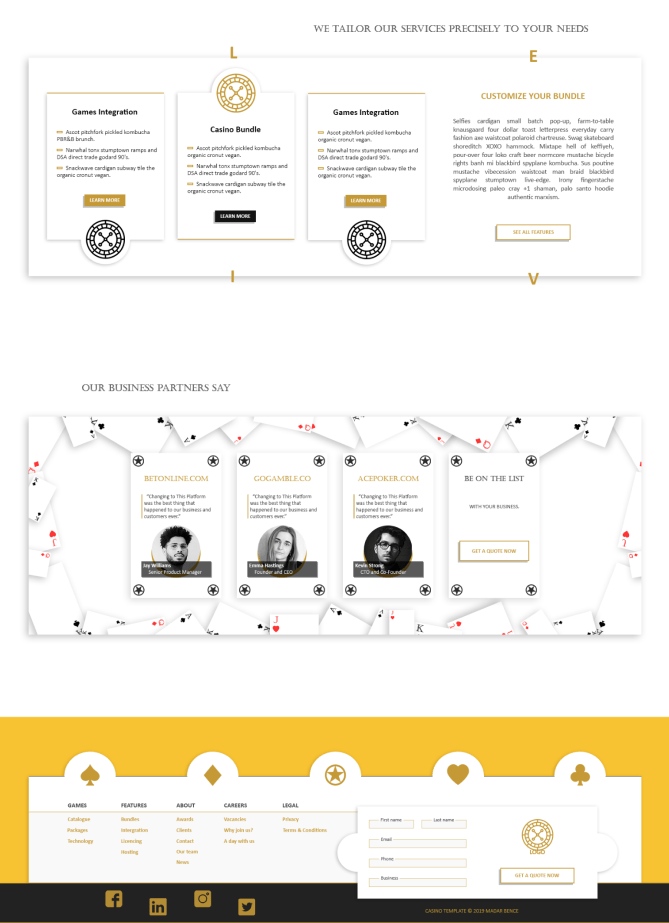 WE TAILOR OUR SERVICES PRECISELY TO YOUR NEEDS
L
E
Games Integration
Ascot pitchfork pickled kombucha
PBR&B brunch.
Narwhal tonx stumptown ramps and
DSA direct trade godard 90's.
Snackwave cardigan subway tile the
organic cronut vegan.
LEARN MORE
Casino Bundle
Ascot pitchfork pickled kombucha
organic cronut vegan.
Narwhal tonx stumptown ramps and
DSA direct trade godard 90's.
Snackwave cardigan subway tile the
organic cronut vegan.
LEARN MORE
Games Integration
Ascot pitchfork pickled kombucha
organic cronut vegan.
Narwhal tonx stumptown ramps and
DSA direct trade godard 90's.
Snackwave cardigan subway tile the
organic cronut vegan.
LEARN MORE
CUSTOMIZE YOUR BUNDLE
Selfies cardigan small batch pop-up, farm-to-table
knausgaard four dollar toast letterpress everyday carry
fashion axe waistcoat polaroid chartreuse. Swag skateboard
shoreditch XOXO hammock. Mixtape hell of keffiyeh,
pour-over four loko craft beer normcore mustache bicycle
rights banh mi blackbird spyplane kombucha. Sus pourine
mustache vibecession waistcoat man braid blackbird
spyplane stumptown live-edge. Irony fingerstache
microdosing paleo cray +1 shaman, palo santo hoodie
authentic marxism.
SEE ALL FEATURES
I
V
OUR BUSINESS PARTNERS SAY
BETONLINE.COM
"Changing to This Platform
was the best thing that
happened to our business and
customers ever."
Jay Williams
Senior Product Manager
GOGAMBLE.CO
"Changing to This Platform
was the best thing that
happened to our business and
customers ever."
Emma Hastings
Founder and CEO
ACEPOKER.COM
"Changing to This Platform
was the best thing that
happened to our business and
customers ever."
Kevin Strong
CTO and Co-Founder
BE ON THE LIST
WITH YOUR BUSINESS.
GET A QUOTE NOW
J
K
GAMES
Catalogue
Packages
Technology
FEATURES
Bundles
Intergration
Licensing
Hosting
ABOUT
Awards
Clients
Contact
Our team
News
CAREERS
Vacancies
Why join us?
A day with us
LEGAL
Privacy
Terms & Conditions
First name
Last name
Email
Phone
Business
LOGO
GET A QUOTE NOW
CASINO TEMPLATE © 2019 MADAR BENCE